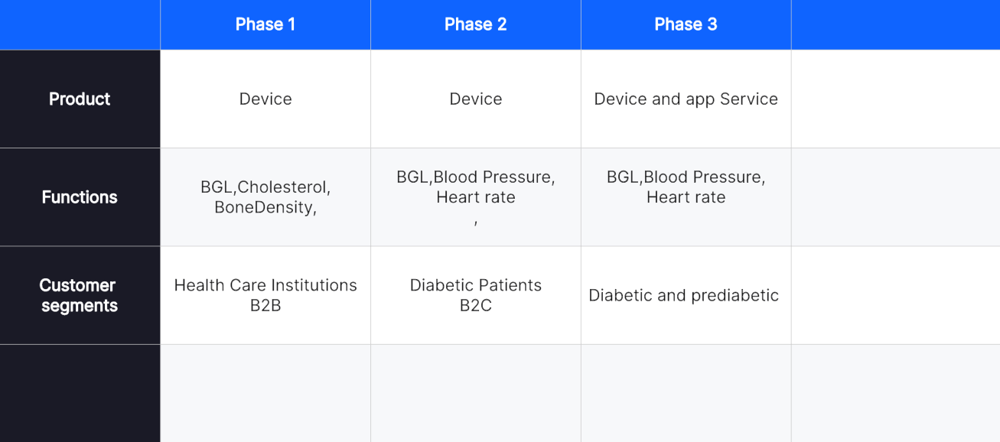 Phase 1
Phase 2
Phase 3
Product
Device
Device
Device and app Service
Functions
BGL,Cholesterol,
BoneDensity,
BGL,Blood Pressure,
Heart rate
,
BGL,Blood Pressure,
Heart rate
Customer
segments
Health Care Institutions
B2B
Diabetic Patients
B2C
Diabetic and prediabetic